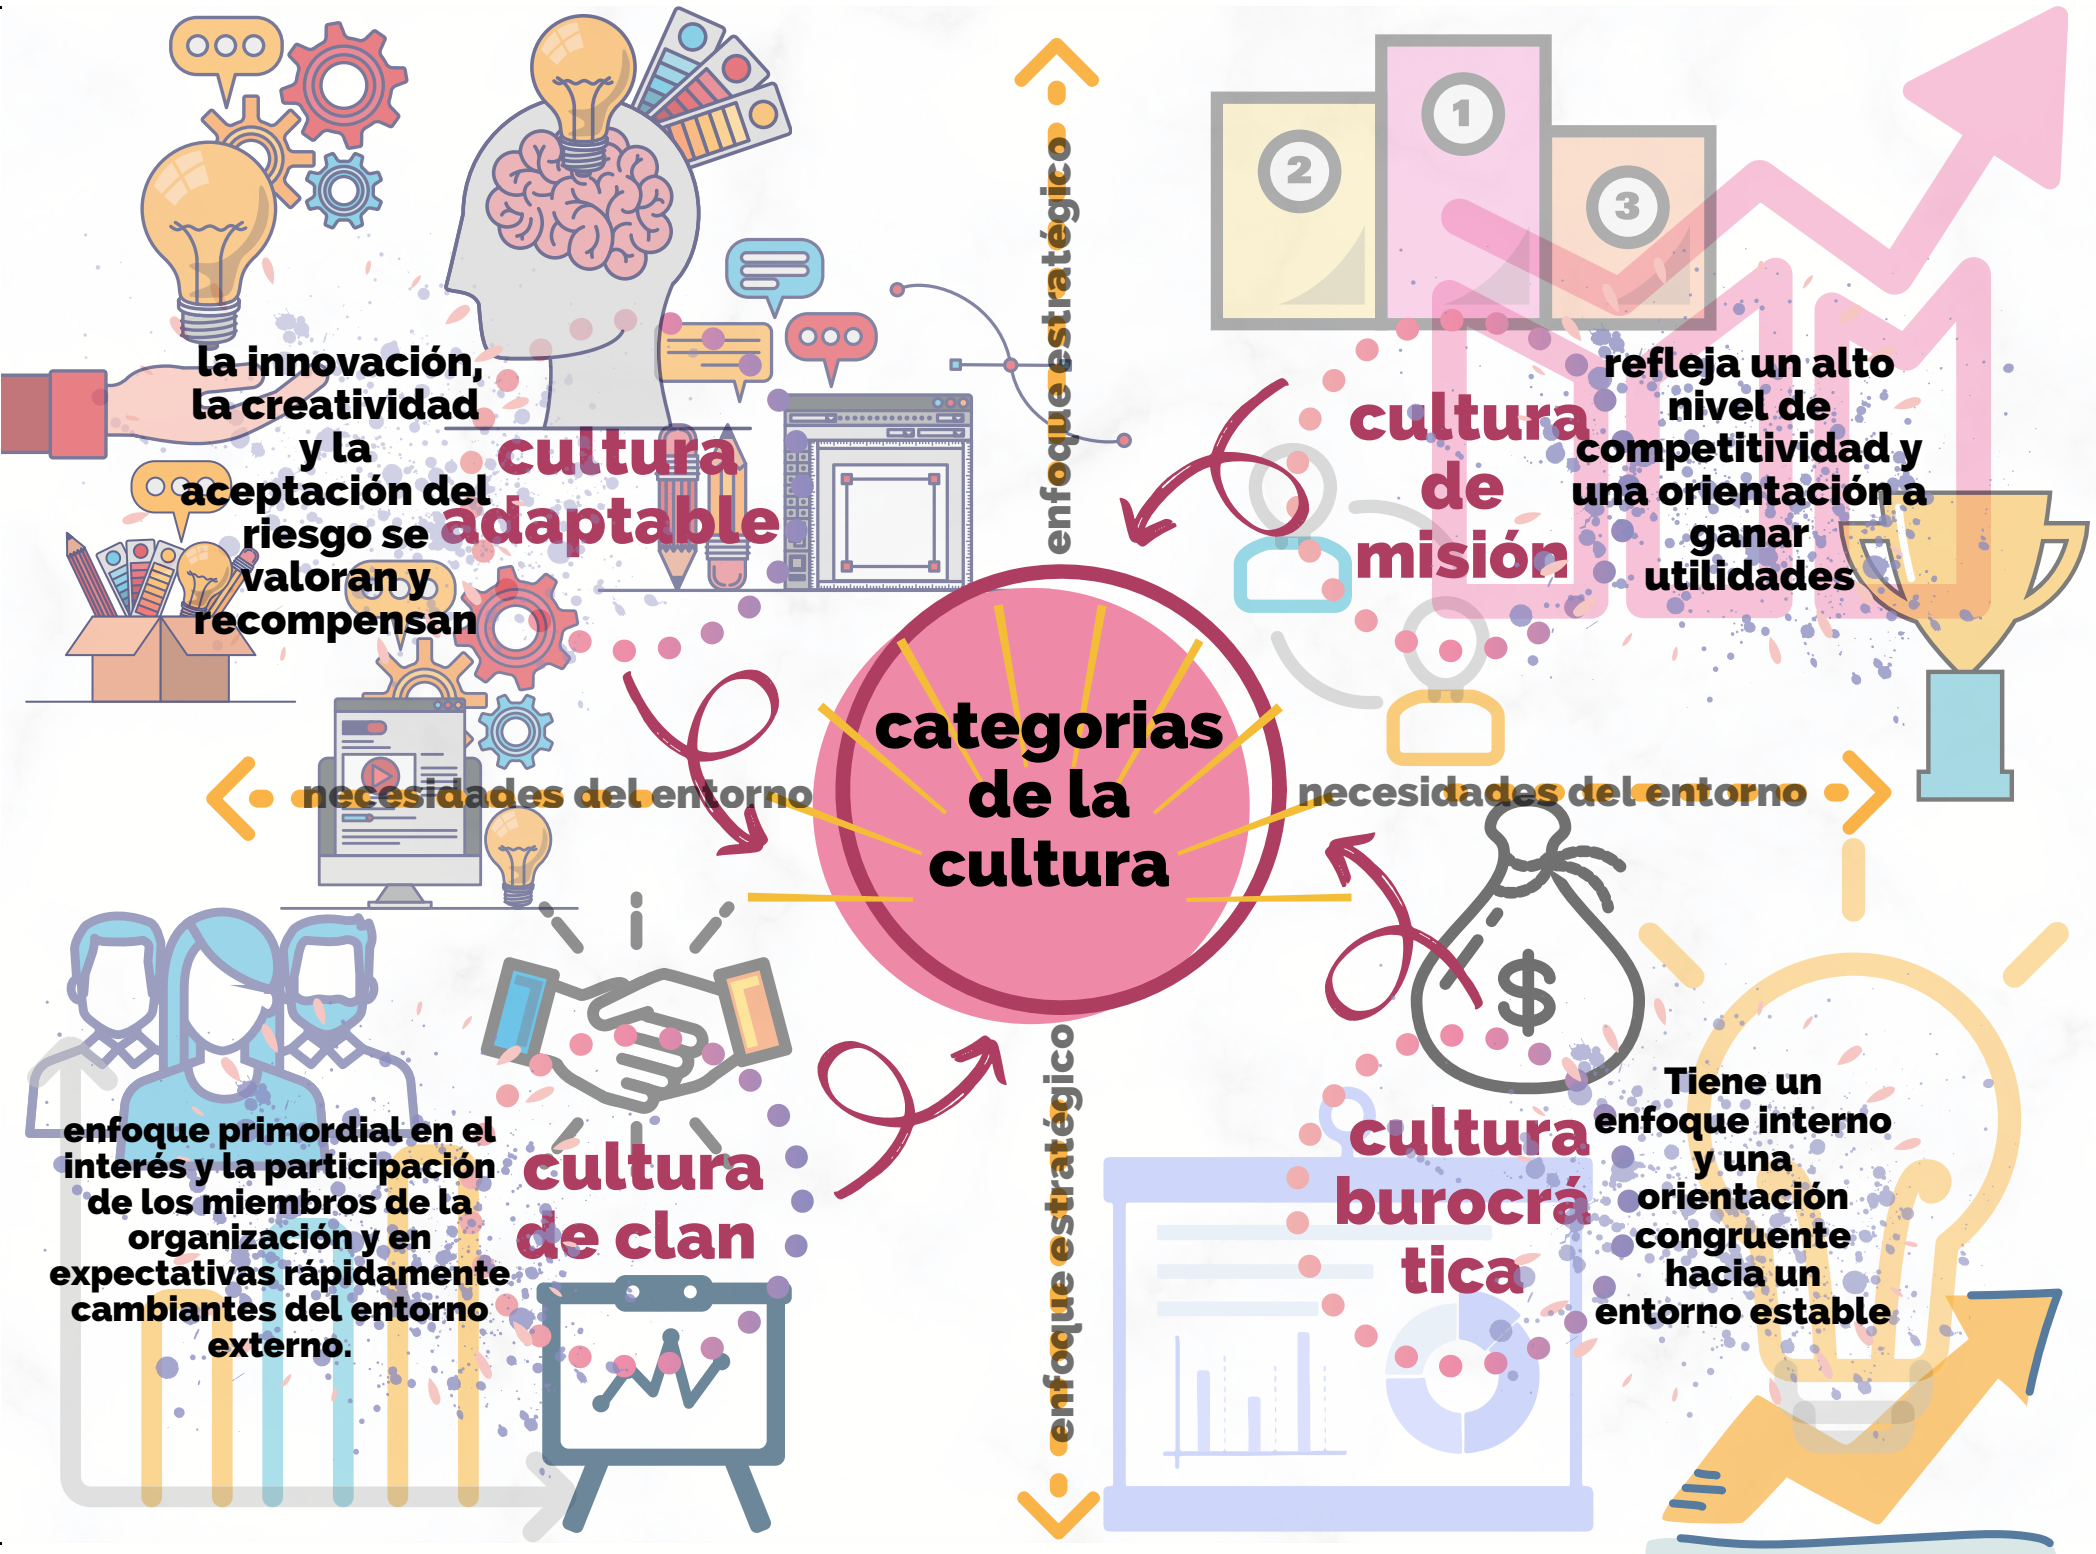 la innovación,
la creatividad
y la
aceptación del
riesgo se
valoran y
recompensan
cultura
adaptable
enfoque estratégico
2
1
3
cultura
de
misión
refleja un alto
nivel de
competitividad y
una orientación a
ganar
utilidades
necesidades del entorno
categorias
de la
cultura
necesidades del entorno
enfoque primordial en el
interés y la participación
de los miembros de la
organización y en
expectativas rápidamente
cambiantes del entorno
externo.
cultura
de clan
enfoque estratégico
$
cultura
burocrá
tica
Tiene un
enfoque interno
y una
orientación
congruente
hacia un
entorno estable